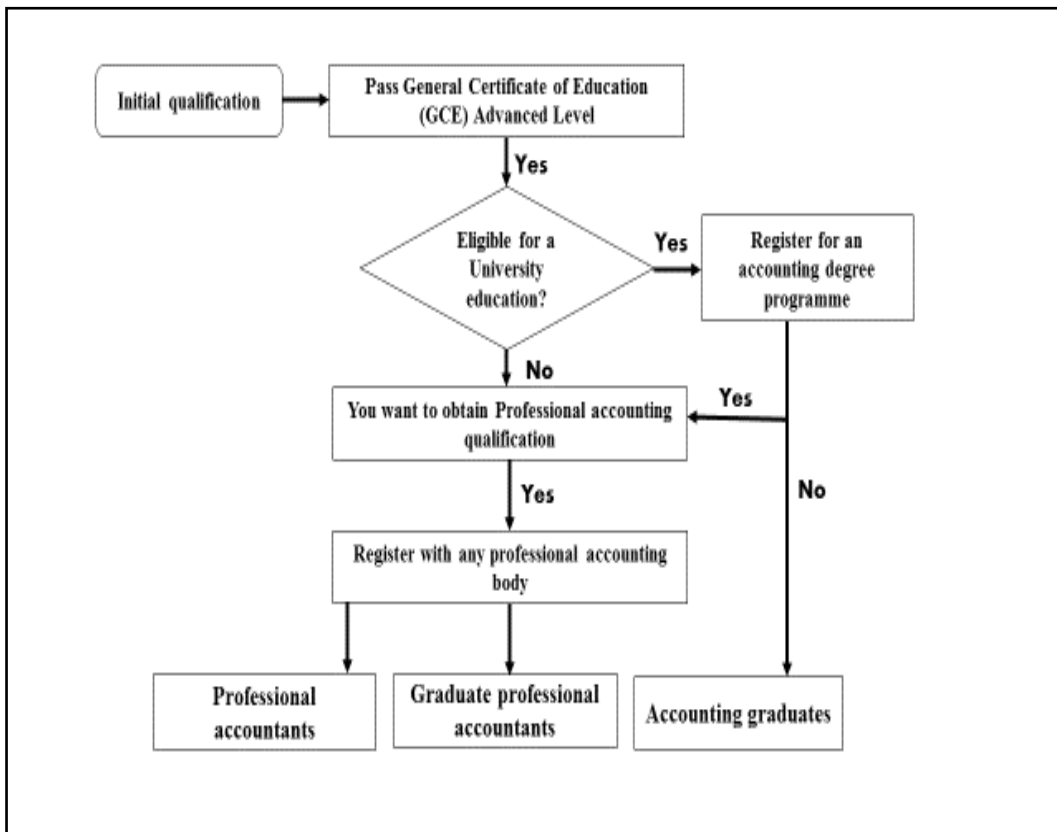 Initial qualification
Pass General Certificate of Education
(GCE) Advanced Level
Yes
Eligible for a
University
education?
Yes
Register for an
accounting degree
programme
No
You want to obtain Professional accounting
qualification
Yes
Yes
No
Register with any professional accounting
body
Professional
accountants
Graduate professional
accountants
Accounting graduates